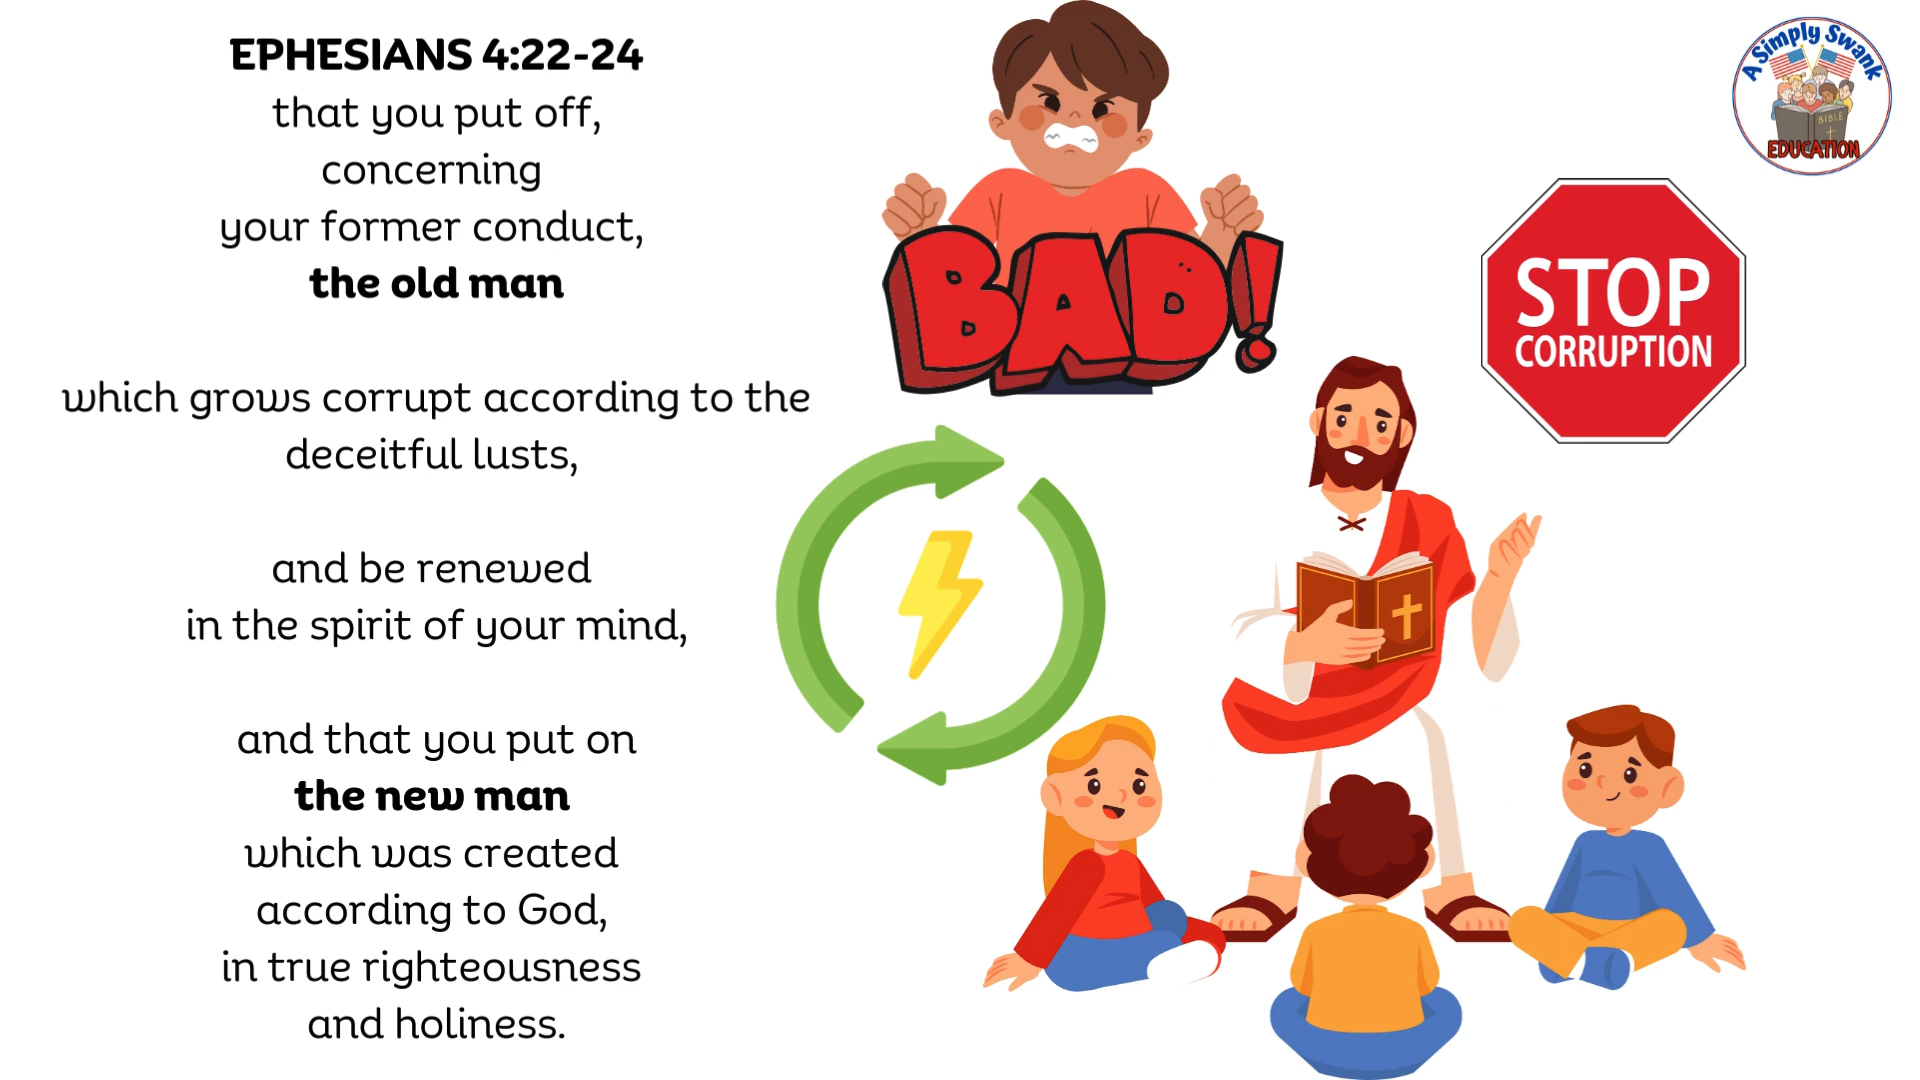 EPHESIANS 4:22-24
that you put off,
concerning
your former conduct,
the old man
which grows corrupt according to the
deceitful lusts,
and be renewed
in the spirit of your mind,
and that you put on
the new man
which was created
according to God,
in true righteousness
and holiness.
BAD!
STOP
CORRUPTION
A Simply Swank
BIBLE
EDUCATION